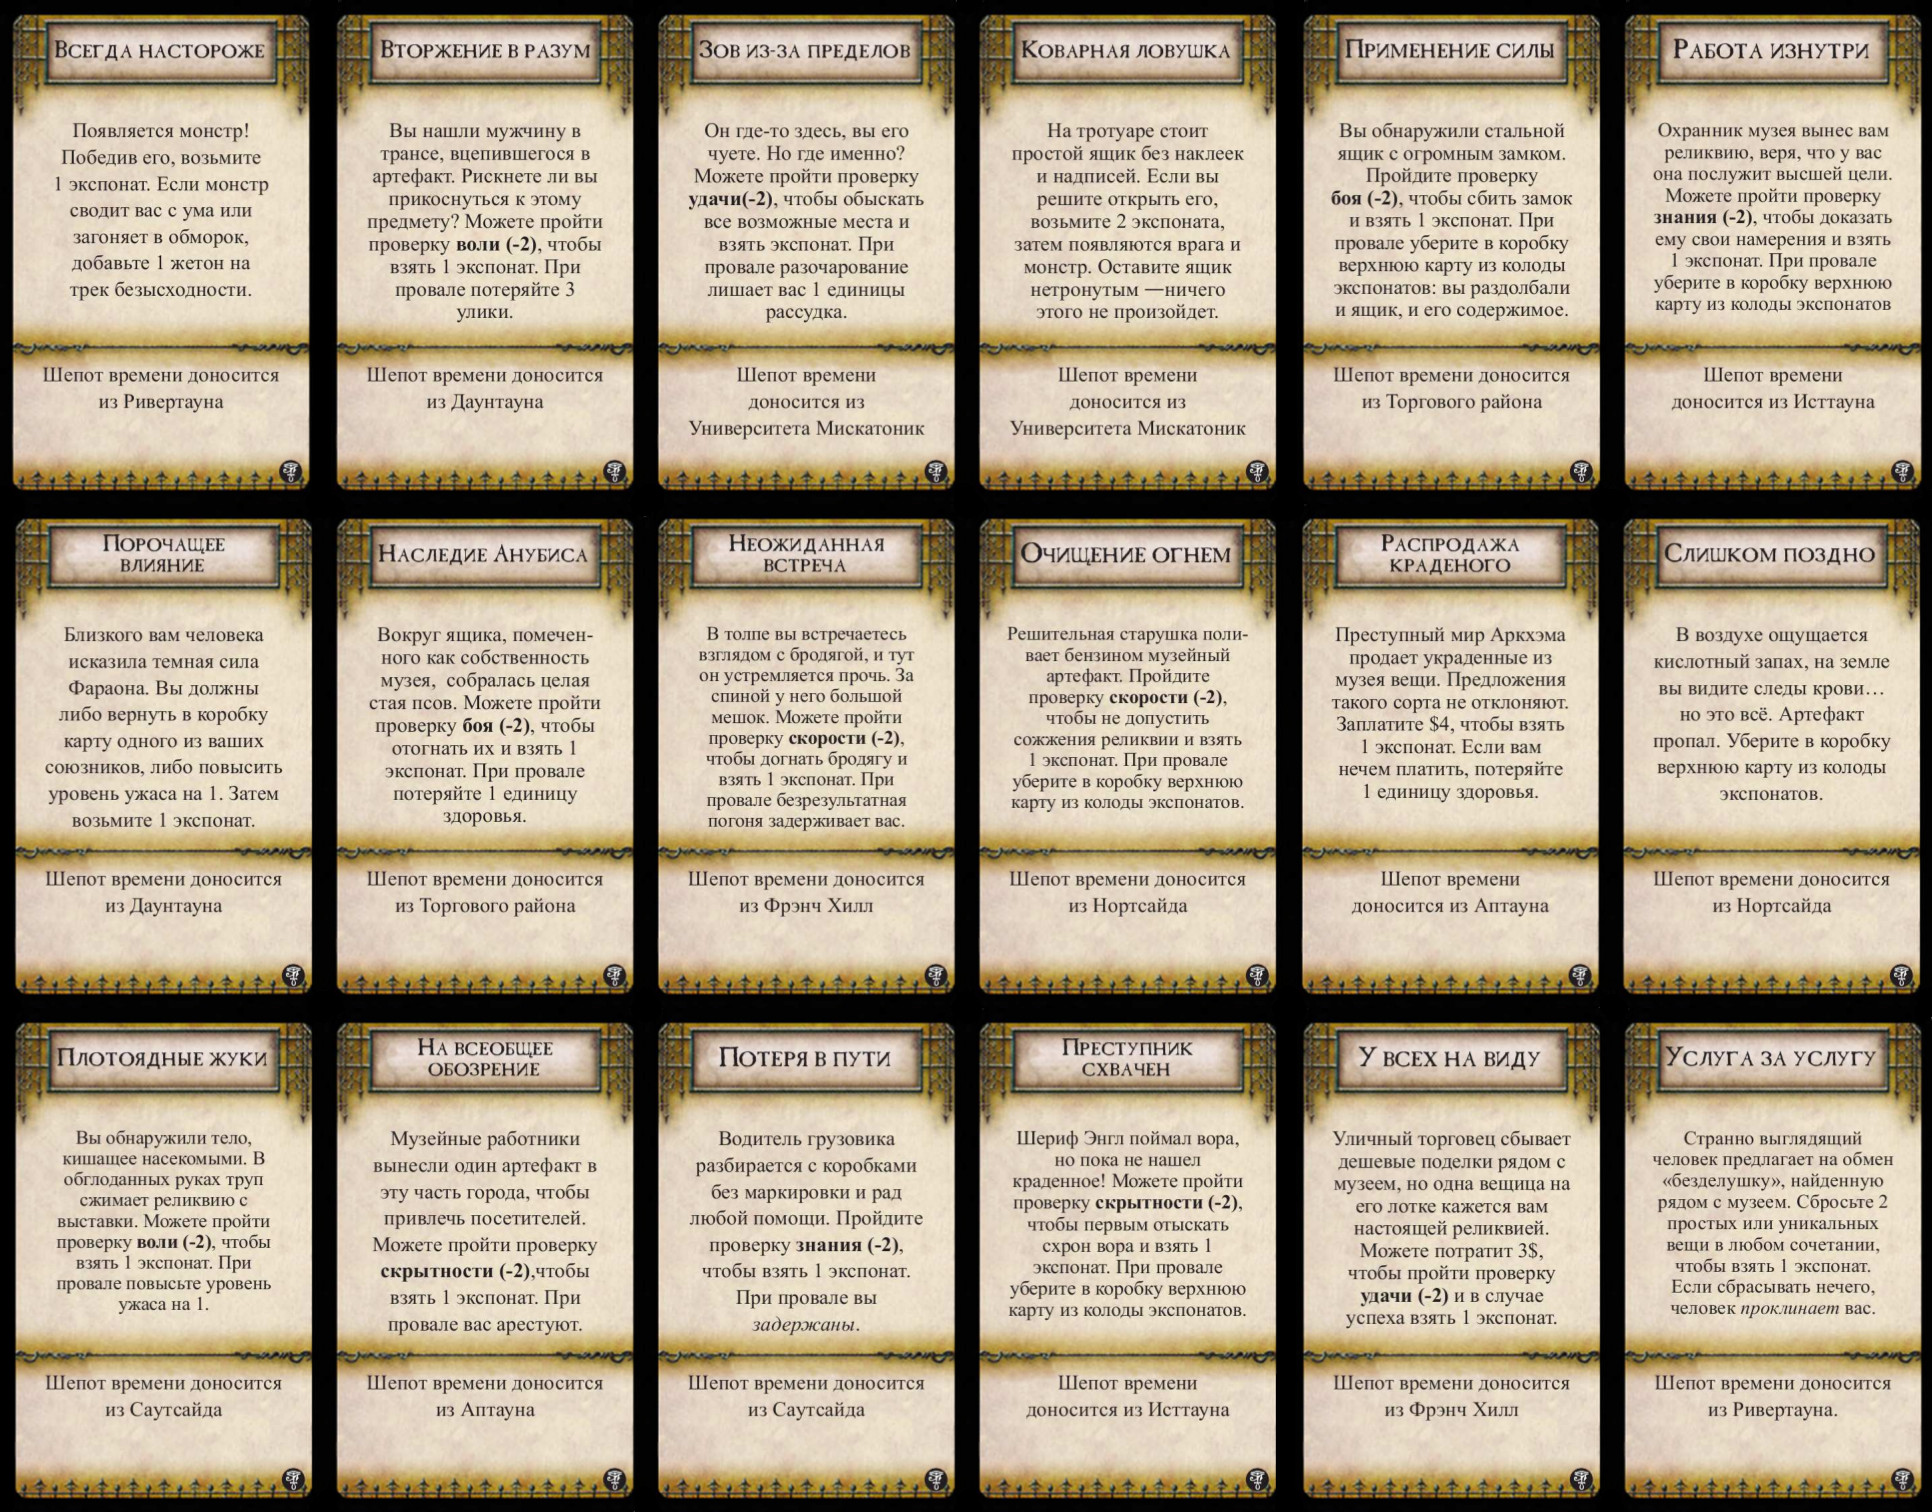 Всегда настороже
Появляется монстр!
Победив его, возьмите
1 экспонат. Если монстр
сводит вас с ума или
загоняет в обморок,
добавьте 1 жетон на
трек безысходности.
Шепот времени доносится
из Ривертауна
Вторжение в разум
Вы нашли мужчину в
трансе, вцепившегося в
артефакт. Рискнете ли вы
прикоснуться к этому
предмету? Можете пройти
проверку воли (-2), чтобы
взять 1 экспонат. При
провале потеряйте 3
улики.
Шепот времени доносится
из Даунтауна
Зов из-за пределов
Он где-то здесь, вы его
чуете. Но где именно?
Можете пройти проверку
удачи(-2), чтобы обыскать
все возможные места и
взять экспонат. При
провале разочарование
лишает вас 1 единицы
рассудка.
Шепот времени
доносится из
Университета Мискатоник
Коварная ловушка
На тротуаре стоит
простой ящик без наклеек
и надписей. Если вы
решите открыть его,
возьмите 2 экспоната,
затем появляются врага и
монстр. Оставите ящик
нетронутым —ничего
этого не произойдет.
Шепот времени
доносится из
Университета Мискатоник
Применение силы
Вы обнаружили стальной
ящик с огромным замком.
Пройдите проверку
боя (-2), чтобы сбить замок
и взять 1 экспонат. При
провале уберите в коробку
верхнюю карту из колоды
экспонатов: вы раздолбали
и ящик, и его содержимое.
Шепот времени доносится
из Торгового района
Работа изнутри
Охранник музея вынес вам
реликвию, веря, что у вас
она послужит высшей цели.
Можете пройти проверку
знания (-2), чтобы доказать
ему свои намерения и взять
1 экспонат. При провале
уберите в коробку верхнюю
карту из колоды экспонатов
Шепот времени
доносится из Исттауна
Порочащее
влияние
Близкого вам человека
исказила темная сила
Фараона. Вы должны
либо вернуть в коробку
карту одного из ваших
союзников, либо повысить
уровень ужаса на 1. Затем
возьмите 1 экспонат.
Шепот времени доносится
из Даунтауна
Наследие Анубиса
Вокруг ящика, помечен-
ного как собственность
музея, собралась целая
стая псов. Можете пройти
проверку боя (-2), чтобы
отогнать их и взять 1
экспонат. При провале
потеряйте 1 единицу
здоровья.
Шепот времени доносится
из Торгового района
Неожиданная
встреча
В толпе вы встречаетесь
взглядом с бродягой, и тут
он устремляется прочь. За
спиной у него большой
мешок. Можете пройти
проверку скорости (-2),
чтобы догнать бродягу и
взять 1 экспонат. При
провале безрезультатная
погоня задерживает вас.
Шепот времени доносится
из Фрэнч Хилл
Очищение огнем
Решительная старушка поли-
вает бензином музейный
артефакт. Пройдите
проверку скорости (-2),
чтобы не допустить
сожжения реликвии и взять
1 экспонат. При провале
уберите в коробку верхнюю
карту из колоды экспонатов.
Шепот времени доносится
из Нортсайда
Распродажа
краденого
Преступный мир Аркхэма
продает украденные из
музея вещи. Предложения
такого сорта не отклоняют.
Заплатите $4, чтобы взять
1 экспонат. Если вам
нечем платить, потеряйте
1 единицу здоровья.
Шепот времени
доносится из Аптауна
Слишком поздно
В воздухе ощущается
кислотный запах, на земле
вы видите следы крови…
но это всё. Артефакт
пропал. Уберите в коробку
верхнюю карту из колоды
экспонатов.
Шепот времени доносится
из Нортсайда
Плотоядные жуки
Вы обнаружили тело,
кишащее насекомыми. В
обглоданных руках труп
сжимает реликвию с
выставки. Можете пройти
проверку воли (-2), чтобы
взять 1 экспонат. При
провале повысьте уровень
ужаса на 1.
Шепот времени доносится
из Саутсайда
На всеобщее
обозрение
Музейные работники
вынесли один артефакт в
эту часть города, чтобы
привлечь посетителей.
Можете пройти проверку
скрытности (-2),чтобы
взять 1 экспонат. При
провале вас арестуют.
Шепот времени доносится
из Аптауна
Потеря в пути
Водитель грузовика
разбирается с коробками
без маркировки и рад
любой помощи. Пройдите
проверку знания (-2),
чтобы взять 1 экспонат.
При провале вы
задержаны.
Шепот времени доносится
из Саутсайда
Преступник
схвачен
Шериф Энгл поймал вора,
но пока не нашел
краденное! Можете пройти
проверку скрытности (-2),
чтобы первым отыскать
схрон вора и взять 1
экспонат. При провале
уберите в коробку верхнюю
карту из колоды экспонатов.
Шепот времени
доносится из Исттауна
У всех на виду
Уличный торговец сбывает
дешевые поделки рядом с
музеем, но одна вещица на
его лотке кажется вам
настоящей реликвией.
Можете потратит 3$,
чтобы пройти проверку
удачи (-2) и в случае
успеха взять 1 экспонат.
Шепот времени доносится
из Фрэнч Хилл
Услуга за услугу
Странно выглядящий
человек предлагает на обмен
«безделушку», найденную
рядом с музеем. Сбросьте 2
простых или уникальных
вещи в любом сочетании,
чтобы взять 1 экспонат.
Если сбрасывать нечего,
человек проклинает вас.
Шепот времени доносится
из Ривертауна.